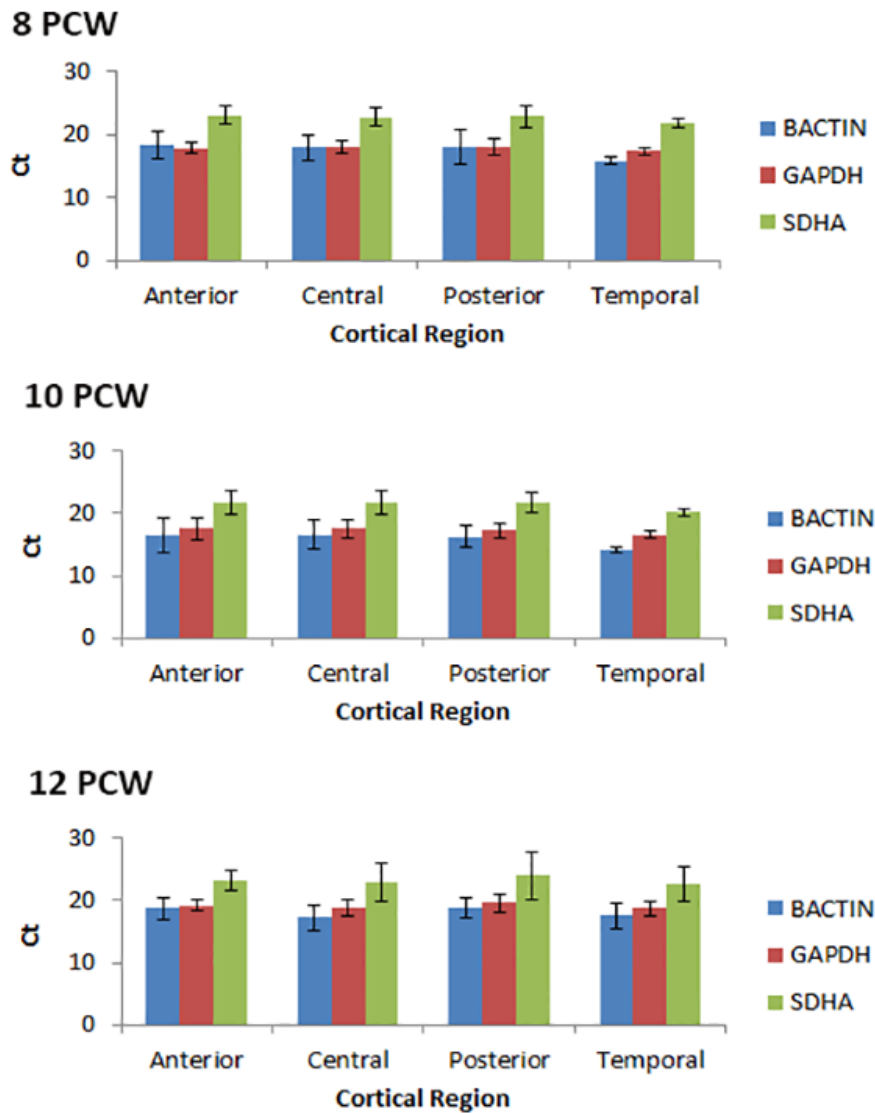 8 PCW
30
20
10
0
Ct
Anterior Central Posterior Temporal
Cortical Region
BACTIN
GAPDH
SDHA
10 PCW
30
20
10
0
Ct
Anterior Central Posterior Temporal
Cortical Region
BACTIN
GAPDH
SDHA
12 PCW
30
20
10
0
Ct
Anterior Central Posterior Temporal
Cortical Region
BACTIN
GAPDH
SDHA